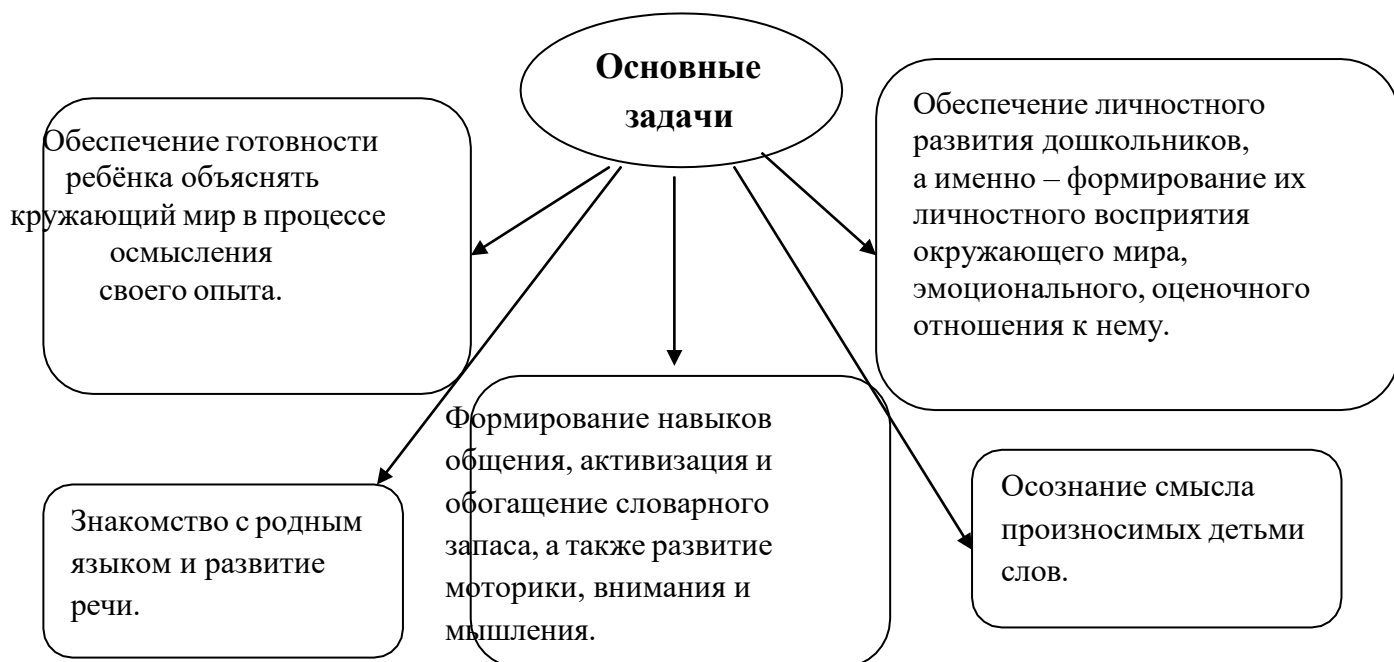 Основные
задачи
Обеспечение готовности
ребёнка объяснять
кружающий мир в процессе
осмысления
своего опыта.
Обеспечение личностного
развития дошкольников,
а именно – формирование их
личностного восприятия
окружающего мира,
эмоционального, оценочного
отношения к нему.
Знакомство с родным
языком и развитие
речи.
Формирование навыков
общения, активизация и
обогащение словарного
запаса, а также развитие
моторики, внимания и
мышления.
Осознание смысла
произносимых детьми
слов.